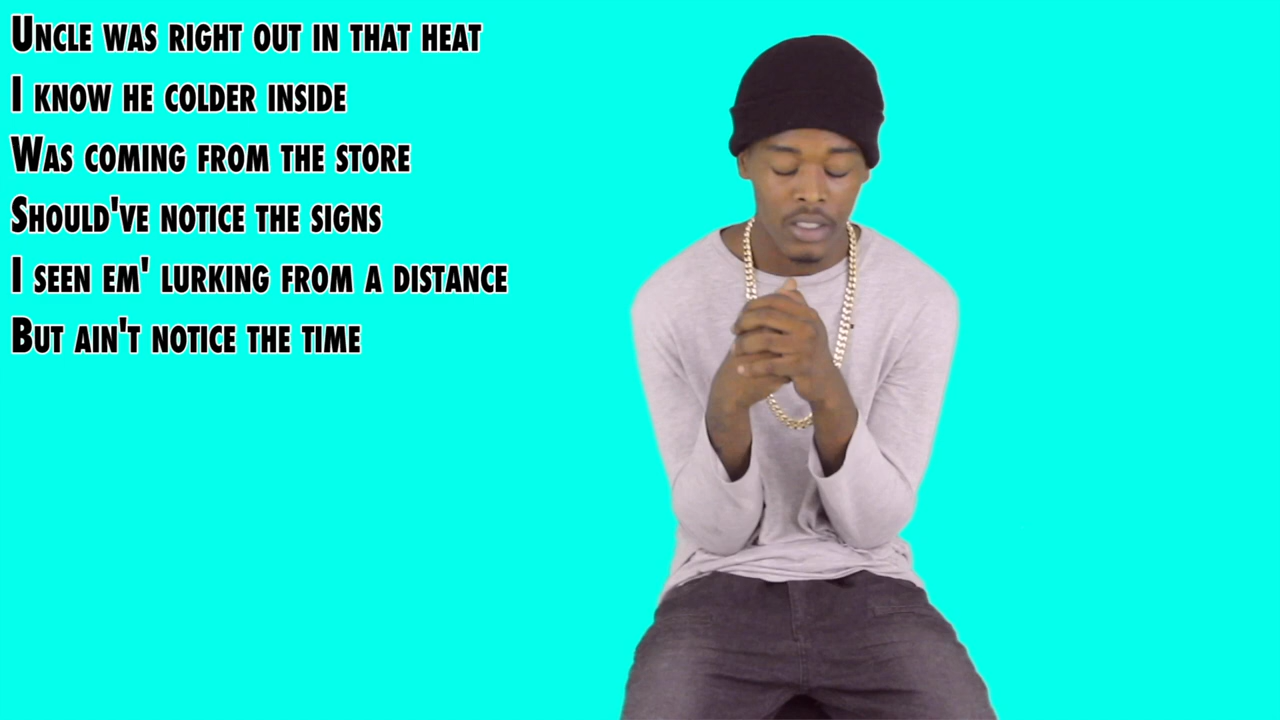 Uncle was right out in that heat
I know he colder inside
Was coming from the store
Should've notice the signs
I seen em' lurking from a distance
But ain't notice the time